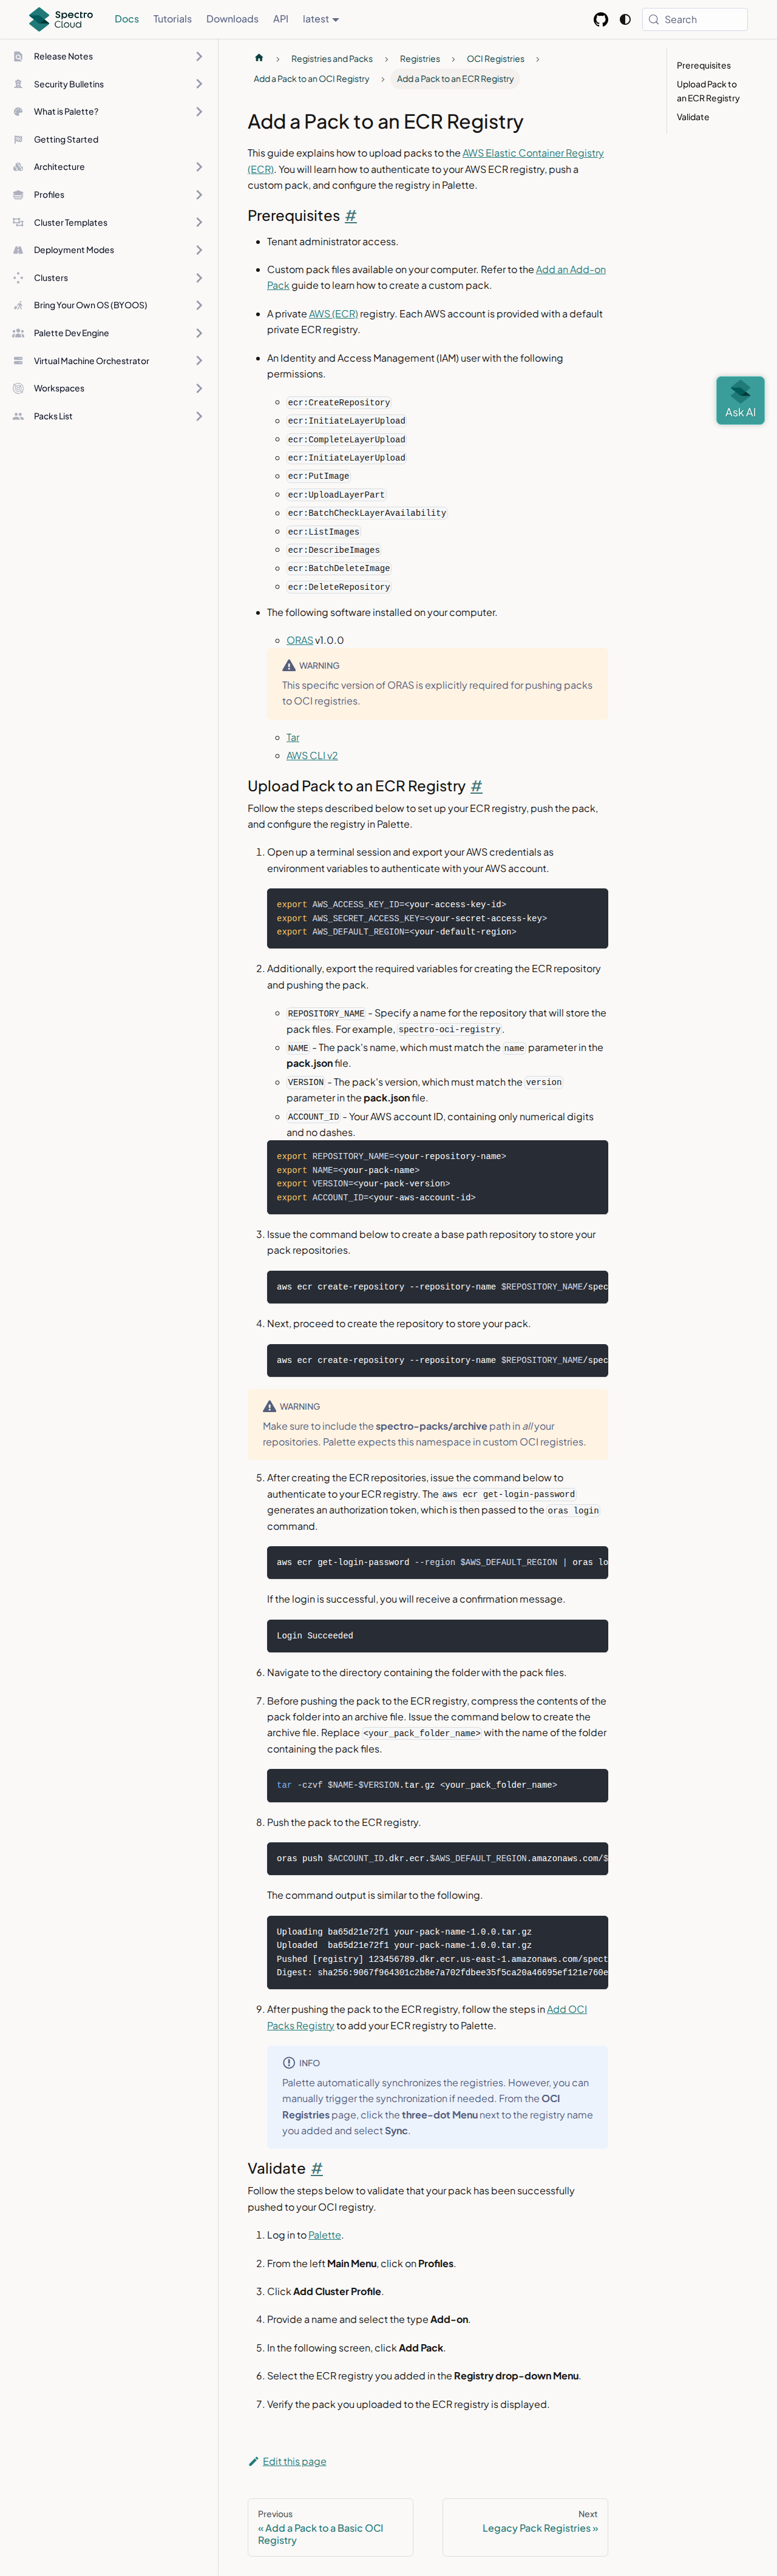 Spectro Cloud
Docs
Tutorials
Downloads
API
latest
Search
Release Notes
Security Bulletins
What is Palette?
Getting Started
Architecture
Profiles
Cluster Templates
Deployment Modes
Clusters
Bring Your Own OS (BYOOS)
Palette Dev Engine
Virtual Machine Orchestrator
Workspaces
Packs List
Registries and Packs
Registries
OCI Registries
Add a Pack to an OCI Registry
Add a Pack to an ECR Registry
Prerequisites
Upload Pack to
an ECR Registry
Validate
Ask AI
Add a Pack to an ECR Registry
This guide explains how to upload packs to the AWS Elastic Container Registry
(ECR). You will learn how to authenticate to your AWS ECR registry, push a
custom pack, and configure the registry in Palette.
Prerequisites #
Tenant administrator access.
Custom pack files available on your computer. Refer to the Add an Add-on
Pack guide to learn how to create a custom pack.
A private AWS (ECR) registry. Each AWS account is provided with a default
private ECR registry.
An Identity and Access Management (IAM) user with the following
permissions.
ecr:CreateRepository
ecr:InitiateLayerUpload
ecr:CompleteLayerUpload
ecr:InitiateLayerUpload
ecr:PutImage
ecr:UploadLayerPart
ecr:BatchCheckLayerAvailability
ecr:ListImages
ecr:DescribeImages
ecr:BatchDeleteImage
ecr:DeleteRepository
The following software installed on your computer.
ORAS v1.0.0
WARNING
This specific version of ORAS is explicitly required for pushing packs
to OCI registries.
Tar
AWS CLI v2
Upload Pack to an ECR Registry #
Follow the steps described below to set up your ECR registry, push the pack,
and configure the registry in Palette.
1. Open up a terminal session and export your AWS credentials as
environment variables to authenticate with your AWS account.
export AWS_ACCESS_KEY_ID=<your-access-key-id>
export AWS_SECRET_ACCESS_KEY=<your-secret-access-key>
export AWS_DEFAULT_REGION=<your-default-region>
2. Additionally, export the required variables for creating the ECR repository
and pushing the pack.
REPOSITORY_NAME - Specify a name for the repository that will store the
pack files. For example, spectro-oci-registry.
NAME - The pack's name, which must match the name parameter in the
pack.json file.
VERSION - The pack's version, which must match the version
parameter in the pack.json file.
ACCOUNT_ID - Your AWS account ID, containing only numerical digits
and no dashes.
export REPOSITORY_NAME=<your-repository-name>
export NAME=<your-pack-name>
export VERSION=<your-pack-version>
export ACCOUNT_ID=<your-aws-account-id>
3. Issue the command below to create a base path repository to store your
pack repositories.
aws ecr create-repository --repository-name $REPOSITORY_NAME/spec
4. Next, proceed to create the repository to store your pack.
aws ecr create-repository --repository-name $REPOSITORY_NAME/spec
WARNING
Make sure to include the spectro-packs/archive path in all your
repositories. Palette expects this namespace in custom OCI registries.
5. After creating the ECR repositories, issue the command below to
authenticate to your ECR registry. The aws ecr get-login-password
generates an authorization token, which is then passed to the oras login
command.
aws ecr get-login-password --region $AWS_DEFAULT_REGION | oras lo
If the login is successful, you will receive a confirmation message.
Login Succeeded
6. Navigate to the directory containing the folder with the pack files.
7. Before pushing the pack to the ECR registry, compress the contents of the
pack folder into an archive file. Issue the command below to create the
archive file. Replace <your_pack_folder_name> with the name of the folder
containing the pack files.
tar -czvf $NAME-$VERSION.tar.gz <your_pack_folder_name>
8. Push the pack to the ECR registry.
oras push $ACCOUNT_ID.dkr.ecr.$AWS_DEFAULT_REGION.amazonaws.com/$
The command output is similar to the following.
Uploading ba65d21e72f1 your-pack-name-1.0.0.tar.gz
Uploaded  ba65d21e72f1 your-pack-name-1.0.0.tar.gz
Pushed [registry] 123456789.dkr.ecr.us-east-1.amazonaws.com/spect
Digest: sha256:9067f964301c2b8e7a702fdbee35f5ca20a46695ef121e760e
9. After pushing the pack to the ECR registry, follow the steps in Add OCI
Packs Registry to add your ECR registry to Palette.
INFO
Palette automatically synchronizes the registries. However, you can
manually trigger the synchronization if needed. From the OCI
Registries page, click the three-dot Menu next to the registry name
you added and select Sync.
Validate #
Follow the steps below to validate that your pack has been successfully
pushed to your OCI registry.
1. Log in to Palette.
2. From the left Main Menu, click on Profiles.
3. Click Add Cluster Profile.
4. Provide a name and select the type Add-on.
5. In the following screen, click Add Pack.
6. Select the ECR registry you added in the Registry drop-down Menu.
7. Verify the pack you uploaded to the ECR registry is displayed.
Edit this page
Previous
« Add a Pack to a Basic OCI
Registry
Next
Legacy Pack Registries »